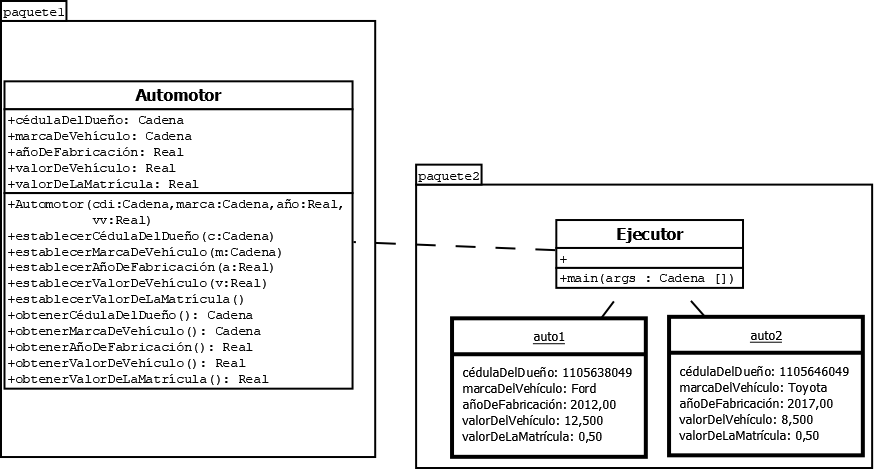 paquete1
Automotor
+cédulaDelDueño: Cadena
+marcaDeVehículo: Cadena
+añoDeFabricación: Real
+valorDeVehículo: Real
+valorDeLaMatrícula: Real
+Automotor(cdi:Cadena,marca:Cadena,año:Real,
vv:Real)
+establecerCédulaDelDueño(c:Cadena)
+establecerMarcaDeVehículo(m:Cadena)
+establecerAñoDeFabricación(a:Real)
+establecerValorDeVehículo(v:Real)
+establecerValorDeLaMatrícula()
+obtenerCédulaDelDueño(): Cadena
+obtenerMarcaDeVehículo(): Cadena
+obtenerAñoDeFabricación(): Real
+obtenerValorDeVehículo(): Real
+obtenerValorDeLaMatrícula(): Real
paquete2
Ejecutor
+
+main(args : Cadena [])
auto1
cédulaDelDueño: 1105638049
marcaDelVehículo: Ford
añoDeFabricación: 2012,00
valorDelVehículo: 12,500
valorDeLaMatrícula: 0,50
auto2
cédulaDelDueño: 1105646049
marcaDelVehículo: Toyota
añoDeFabricación: 2017,00
valorDelVehículo: 8,500
valorDeLaMatrícula: 0,50